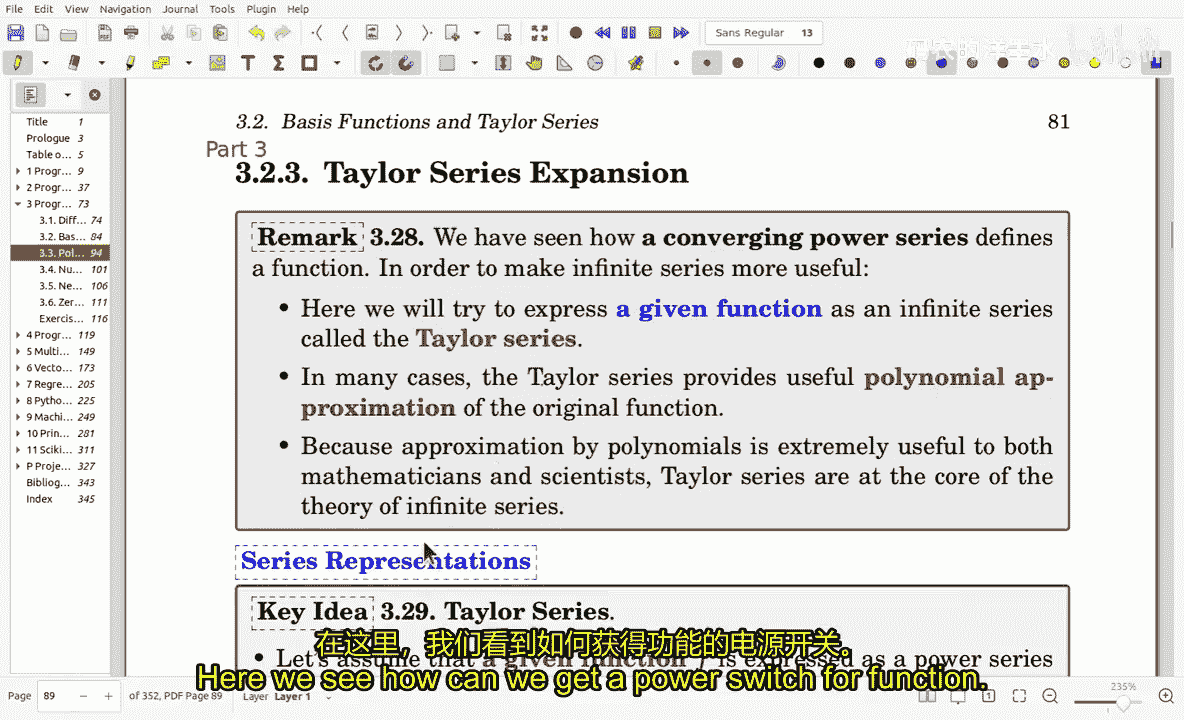 File Edit View Navigation Journal Tools Plugin Help
Sans Regular 13
Title 1
Prologue 3
Table o... 5
1 Progr... 9
2 Progr... 37
3 Progr... 73
3.1. Diff... 74
3.2. Bas... 84
3.3. Pol... 94
3.4. Nu... 101
3.5. Ne... 106
3.6. Zer... 111
Exercis... 116
4 Progr... 119
5 Multi... 149
6 Vecto... 173
7 Regre... 205
8 Pytho... 225
9 Machi... 249
10 Prin... 281
11 Sciki... 311
P Proje... 327
Bibliog... 343
Index 345
3.2. Basis Functions and Taylor Series 81
Part 3
3.2.3. Taylor Series Expansion
Remark 3.28. We have seen how a converging power series defines
a function. In order to make infinite series more useful:
• Here we will try to express a given function as an infinite series
called the Taylor series.
• In many cases, the Taylor series provides useful polynomial ap-
proximation of the original function.
• Because approximation by polynomials is extremely useful to both
mathematicians and scientists, Taylor series are at the core of the
theory of infinite series.
Series Representations
Key Idea 3.29. Taylor Series.
• Let's assume that a given function f is expressed as a power series
在这里，我们看到如何获得功能的电源开关。
Here we see how can we get a power switch for function.
Page 89 of 352, PDF Page 89 Layer Layer 1
235%